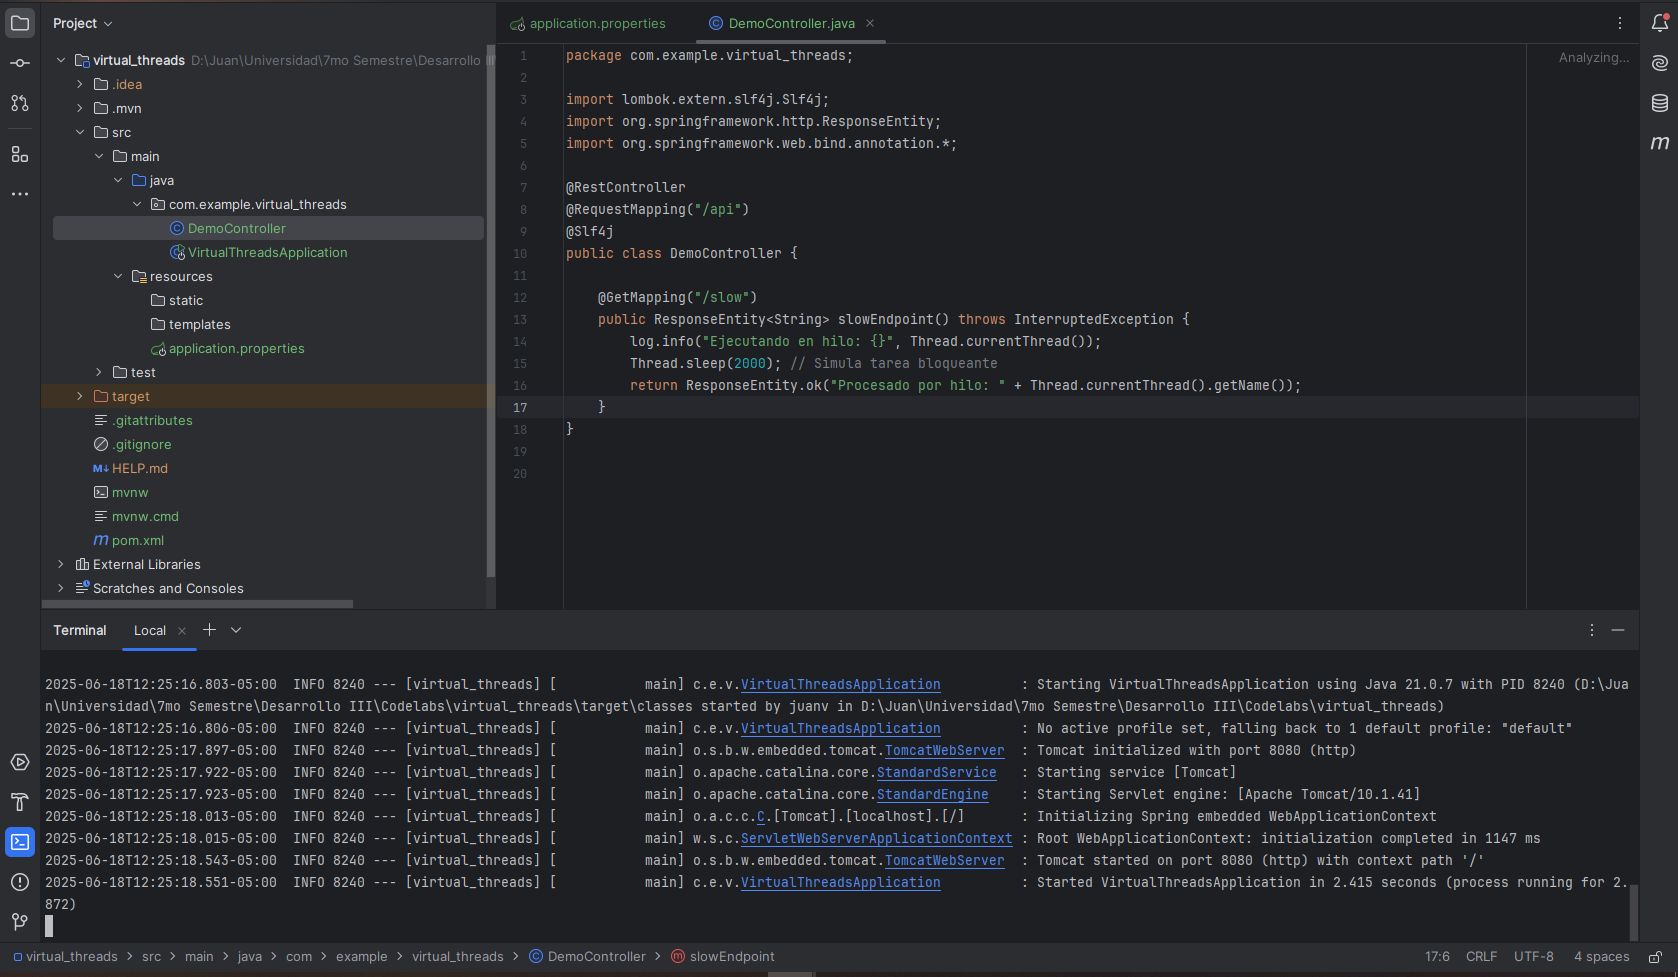 Project
virtual_threads D:\Juan\Universidad\7mo Semestre\Desarrollo III\
.idea
.mvn
src
main
java
com.example.virtual_threads
DemoController
VirtualThreadsApplication
resources
static
templates
application.properties
test
target
.gitattributes
.gitignore
M↓ HELP.md
mvnw
mvnw.cmd
m pom.xml
External Libraries
Scratches and Consoles
application.properties
DemoController.java
Analyzing...
m
1 package com.example.virtual_threads;
2
3 import lombok.extern.slf4j.Slf4j;
4 import org.springframework.http.ResponseEntity;
5 import org.springframework.web.bind.annotation.*;
6
7 @RestController
8 @RequestMapping("/api")
9 @Slf4j
10 public class DemoController {
11
12 @GetMapping("/slow")
13 public ResponseEntity<String> slowEndpoint() throws InterruptedException {
14 log.info("Ejecutando en hilo: {}", Thread.currentThread());
15 Thread.sleep(2000); // Simula tarea bloqueante
16 return ResponseEntity.ok("Procesado por hilo: " + Thread.currentThread().getName());
17 }
18 }
19
20
Terminal Local
2025-06-18T12:25:16.803-05:00 INFO 8240 --- [virtual_threads] [ main] c.e.v.VirtualThreadsApplication : Starting VirtualThreadsApplication using Java 21.0.7 with PID 8240 (D:\Jua
n\Universidad\7mo Semestre\Desarrollo III\Codelabs\virtual_threads\target\classes started by juanv in D:\Juan\Universidad\7mo Semestre\Desarrollo III\Codelabs\virtual_threads)
2025-06-18T12:25:16.806-05:00 INFO 8240 --- [virtual_threads] [ main] c.e.v.VirtualThreadsApplication : No active profile set, falling back to 1 default profile: "default"
2025-06-18T12:25:17.897-05:00 INFO 8240 --- [virtual_threads] [ main] o.s.b.w.embedded.tomcat.TomcatWebServer : Tomcat initialized with port 8080 (http)
2025-06-18T12:25:17.922-05:00 INFO 8240 --- [virtual_threads] [ main] o.apache.catalina.core.StandardService : Starting service [Tomcat]
2025-06-18T12:25:17.923-05:00 INFO 8240 --- [virtual_threads] [ main] o.apache.catalina.core.StandardEngine : Starting Servlet engine: [Apache Tomcat/10.1.41]
2025-06-18T12:25:18.013-05:00 INFO 8240 --- [virtual_threads] [ main] o.a.c.c.C.[Tomcat].[localhost].[/] : Initializing Spring embedded WebApplicationContext
2025-06-18T12:25:18.015-05:00 INFO 8240 --- [virtual_threads] [ main] w.s.c.ServletWebServerApplicationContext : Root WebApplicationContext: initialization completed in 1147 ms
2025-06-18T12:25:18.543-05:00 INFO 8240 --- [virtual_threads] [ main] o.s.b.w.embedded.tomcat.TomcatWebServer : Tomcat started on port 8080 (http) with context path '/'
2025-06-18T12:25:18.551-05:00 INFO 8240 --- [virtual_threads] [ main] c.e.v.VirtualThreadsApplication : Started VirtualThreadsApplication in 2.415 seconds (process running for 2.
872)
virtual_threads > src > main > java > com > example > virtual_threads > DemoController > slowEndpoint 17:6 CRLF UTF-8 4 spaces